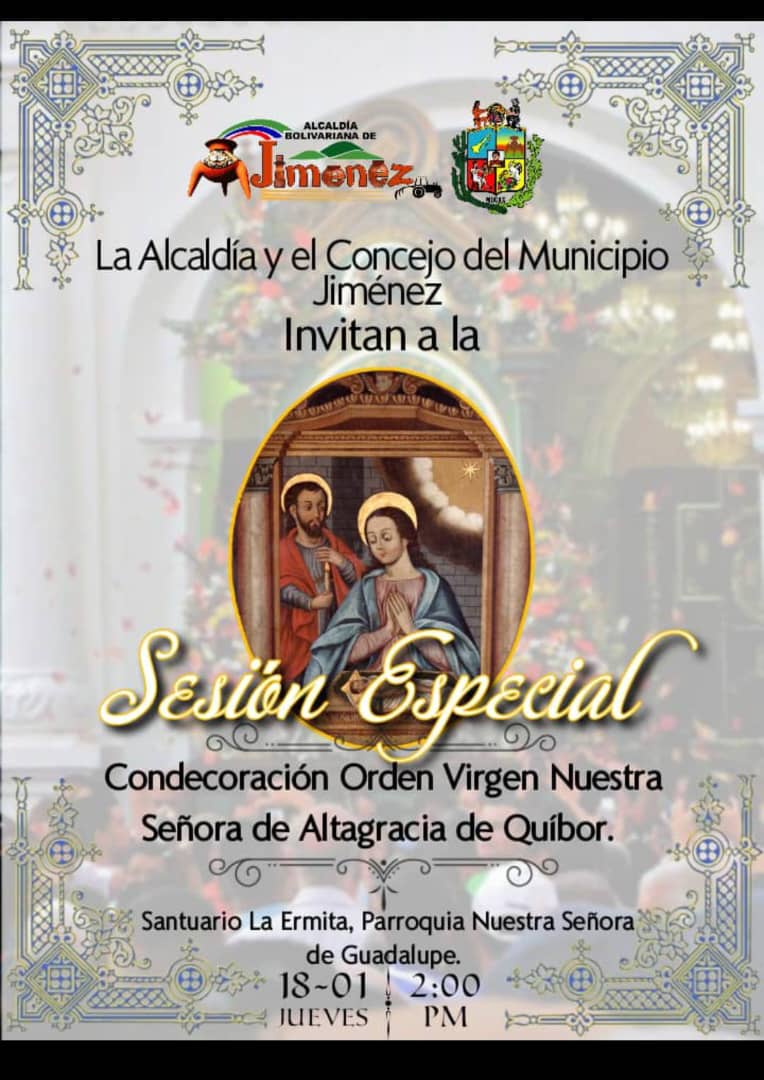 ALCALDÍA
BOLIVARIANA DE
Jiménez
La Alcaldía y el Concejo del Municipio
Jiménez
Invitan a la
Sesión Especial
Condecoración Orden Virgen Nuestra
Señora de Altagracia de Quíbor.
Santuario La Ermita, Parroquia Nuestra Señora
de Guadalupe.
18-01 2:00
JUEVES PM